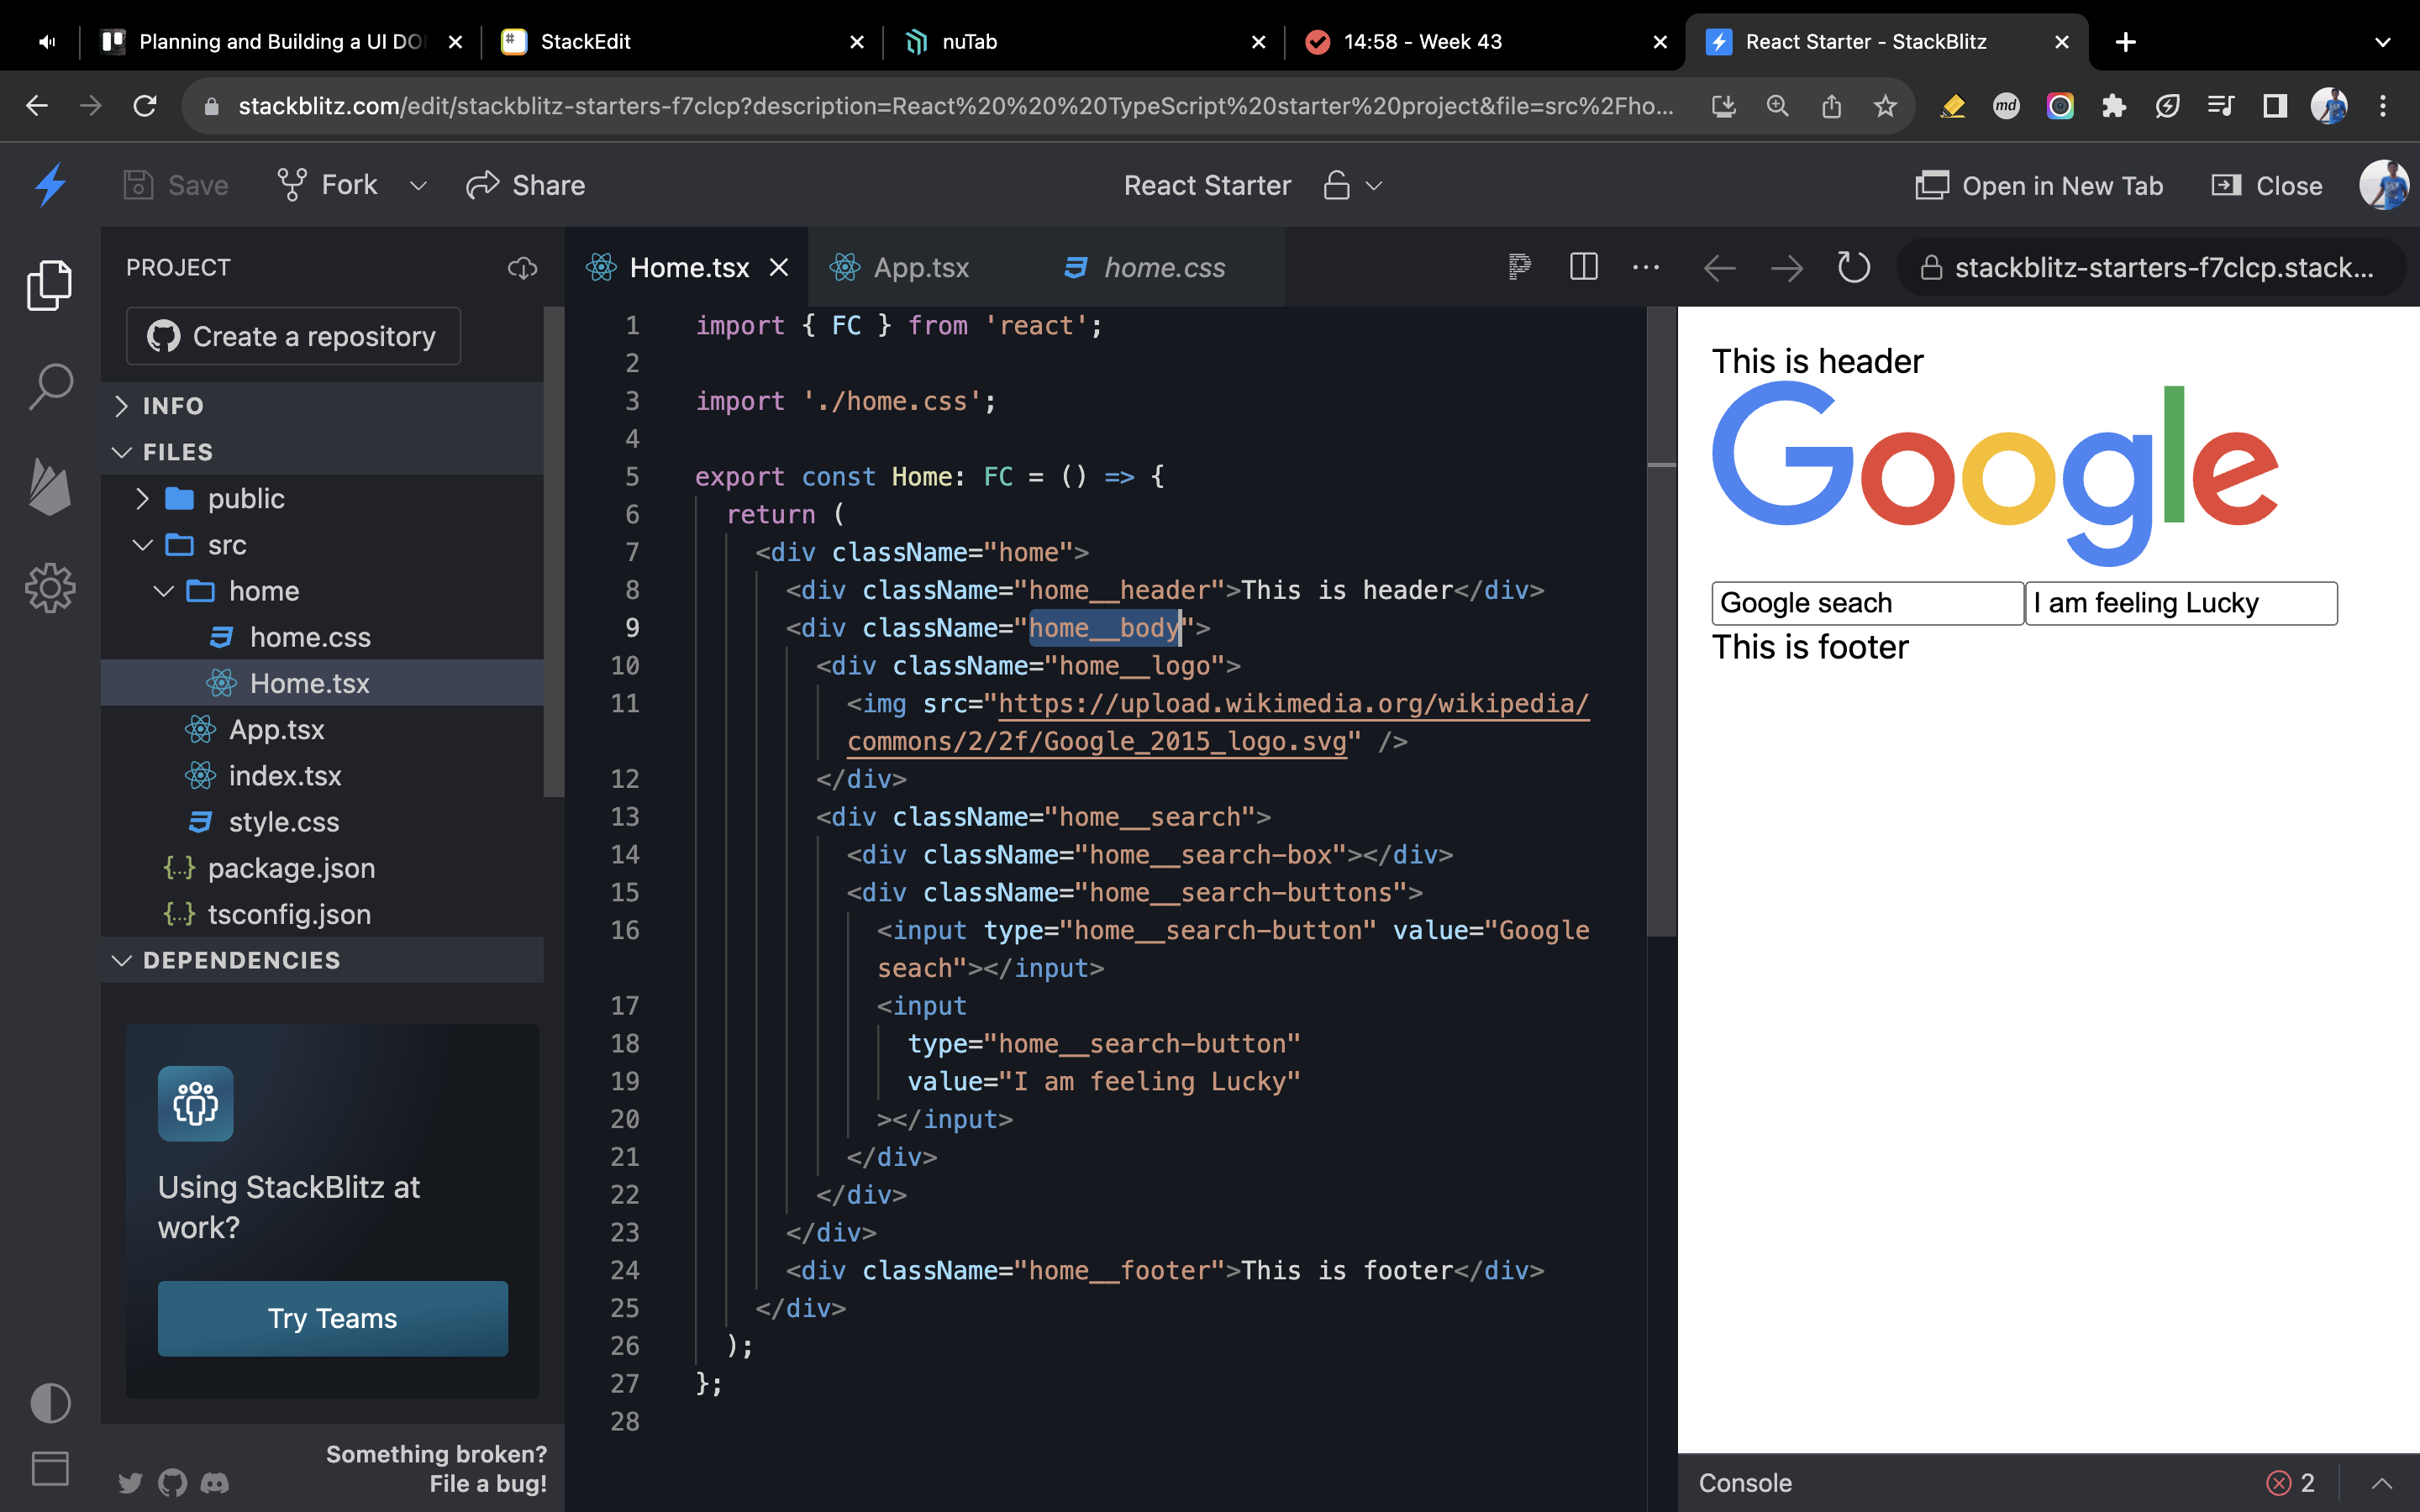 Planning and Building a UI DO
StackEdit
nuTab
14:58 - Week 43
React Starter - StackBlitz
stackblitz.com/edit/stackblitz-starters-f7clcp?description=React%20%20%20TypeScript%20starter%20project&file=src%2Fho...
md
Save
Fork
Share
React Starter
Open in New Tab
Close
PROJECT
Create a repository
INFO
FILES
public
src
home
home.css
Home.tsx
App.tsx
index.tsx
style.css
package.json
tsconfig.json
DEPENDENCIES
Using StackBlitz at
work?
Try Teams
Something broken?
File a bug!
Home.tsx
App.tsx
home.css
1 import { FC } from 'react';
2
3 import './home.css';
4
5 export const Home: FC = () => {
6 return (
7 <div className="home">
8 <div className="home__header">This is header</div>
9 <div className="home__body">
10 <div className="home__logo">
11 <img src="https://upload.wikimedia.org/wikipedia/
commons/2/2f/Google_2015_logo.svg" />
12 </div>
13 <div className="home__search">
14 <div className="home__search-box"></div>
15 <div className="home__search-buttons">
16 <input type="home__search-button" value="Google
seach"></input>
17 <input
18 type="home__search-button"
19 value="I am feeling Lucky"
20 ></input>
21 </div>
22 </div>
23 </div>
24 <div className="home__footer">This is footer</div>
25 </div>
26 );
27 };
28
stackblitz-starters-f7clcp.stack...
This is header
Google
Google seach
I am feeling Lucky
This is footer
Console
2